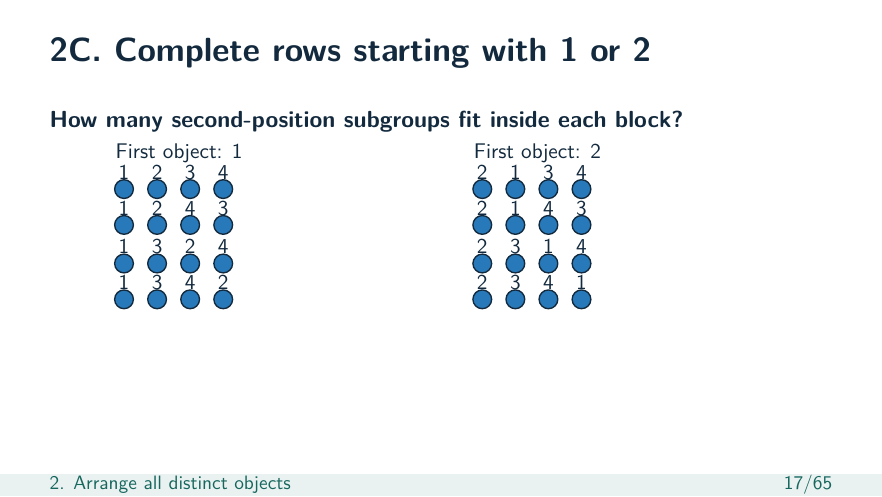 2C. Complete rows starting with 1 or 2
How many second-position subgroups fit inside each block?
First object: 1
1 2 3 4
1 2 4 3
1 3 2 4
1 3 4 2
First object: 2
2 1 3 4
2 1 4 3
2 3 1 4
2 3 4 1
2. Arrange all distinct objects
17/65